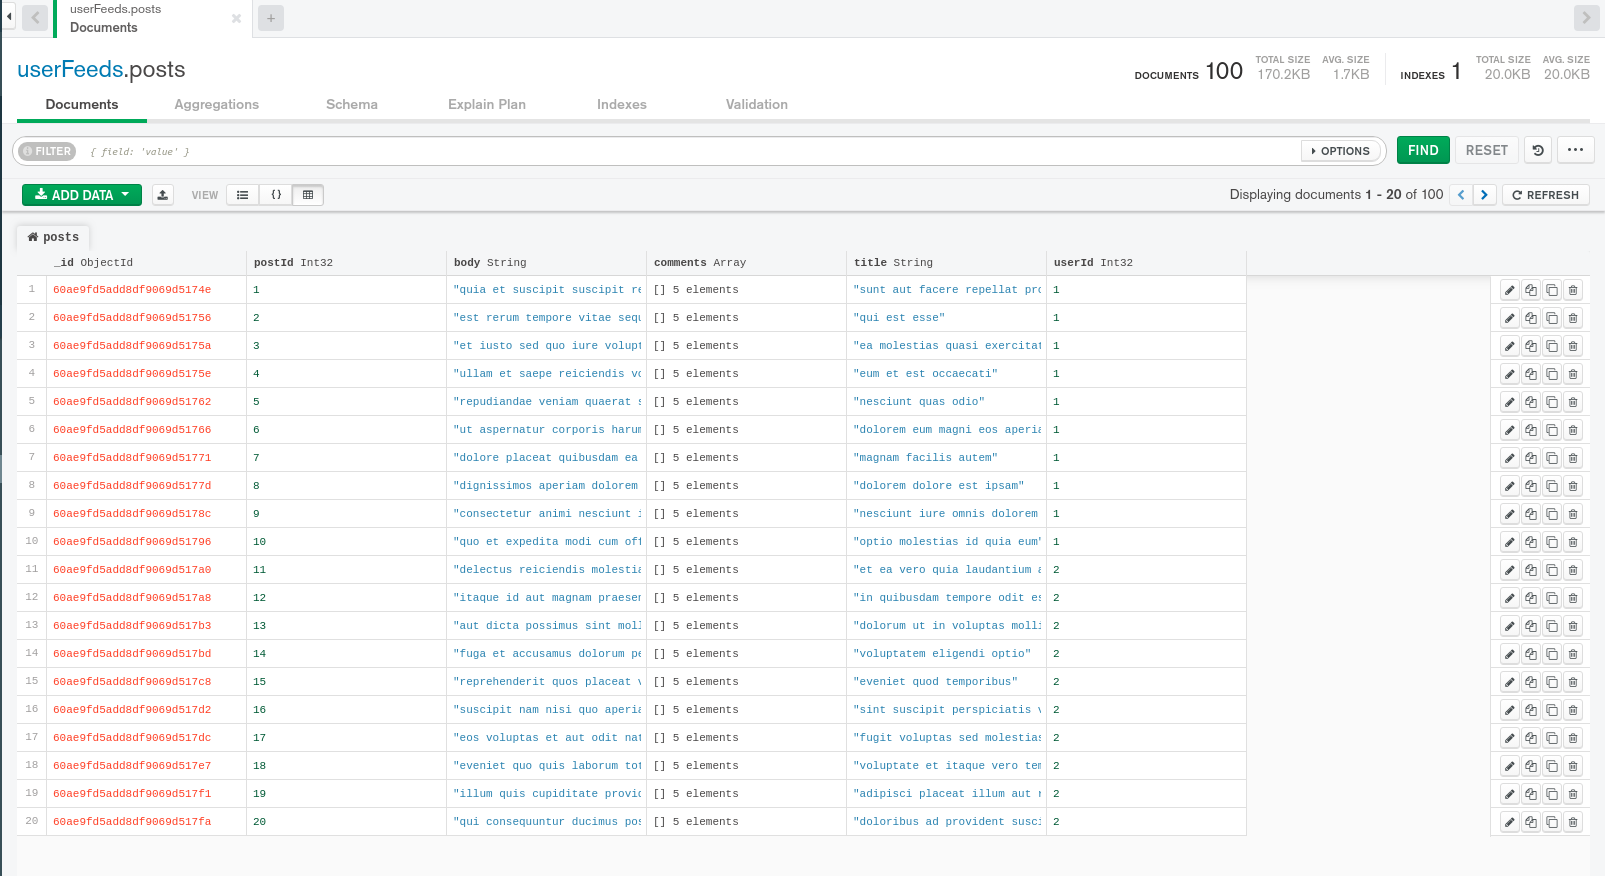 userFeeds.posts
Documents
userFeeds.posts
DOCUMENTS 100 TOTAL SIZE 170.2KB AVG. SIZE 1.7KB INDEXES 1 TOTAL SIZE 20.0KB AVG. SIZE 20.0KB
Documents Aggregations Schema Explain Plan Indexes Validation
FILTER { field: 'value' } OPTIONS FIND RESET
ADD DATA VIEW {} Displaying documents 1 - 20 of 100 REFRESH
posts
_id ObjectId postId Int32 body String comments Array title String userId Int32
1 60ae9fd5add8df9069d5174e 1 "quia et suscipit suscipit re [] 5 elements "sunt aut facere repellat pro 1
2 60ae9fd5add8df9069d51756 2 "est rerum tempore vitae sequ [] 5 elements "qui est esse" 1
3 60ae9fd5add8df9069d5175a 3 "et iusto sed quo iure volupt [] 5 elements "ea molestias quasi exercitat 1
4 60ae9fd5add8df9069d5175e 4 "ullam et saepe reiciendis vo [] 5 elements "eum et est occaecati" 1
5 60ae9fd5add8df9069d51762 5 "repudiandae veniam quaerat s [] 5 elements "nesciunt quas odio" 1
6 60ae9fd5add8df9069d51766 6 "ut aspernatur corporis harum [] 5 elements "dolorem eum magni eos aperia 1
7 60ae9fd5add8df9069d51771 7 "dolore placeat quibusdam ea [] 5 elements "magnam facilis autem" 1
8 60ae9fd5add8df9069d5177d 8 "dignissimos aperiam dolorem [] 5 elements "dolorem dolore est ipsam" 1
9 60ae9fd5add8df9069d5178c 9 "consectetur animi nesciunt i [] 5 elements "nesciunt iure omnis dolorem 1
10 60ae9fd5add8df9069d51796 10 "quo et expedita modi cum off [] 5 elements "optio molestias id quia eum" 1
11 60ae9fd5add8df9069d517a0 11 "delectus reiciendis molestia [] 5 elements "et ea vero quia laudantium a 2
12 60ae9fd5add8df9069d517a8 12 "itaque id aut magnam praesen [] 5 elements "in quibusdam tempore odit es 2
13 60ae9fd5add8df9069d517b3 13 "aut dicta possimus sint moll [] 5 elements "dolorum ut in voluptas molli 2
14 60ae9fd5add8df9069d517bd 14 "fuga et accusamus dolorum pe [] 5 elements "voluptatem eligendi optio" 2
15 60ae9fd5add8df9069d517c8 15 "reprehenderit quos placeat v [] 5 elements "eveniet quod temporibus" 2
16 60ae9fd5add8df9069d517d2 16 "suscipit nam nisi quo aperia [] 5 elements "sint suscipit perspiciatis v 2
17 60ae9fd5add8df9069d517dc 17 "eos voluptas et aut odit nat [] 5 elements "fugit voluptas sed molestias 2
18 60ae9fd5add8df9069d517e7 18 "eveniet quo quis laborum tot [] 5 elements "voluptate et itaque vero tem 2
19 60ae9fd5add8df9069d517f1 19 "illum quis cupiditate provid [] 5 elements "adipisci placeat illum aut r 2
20 60ae9fd5add8df9069d517fa 20 "qui consequuntur ducimus pos [] 5 elements "doloribus ad provident susci 2